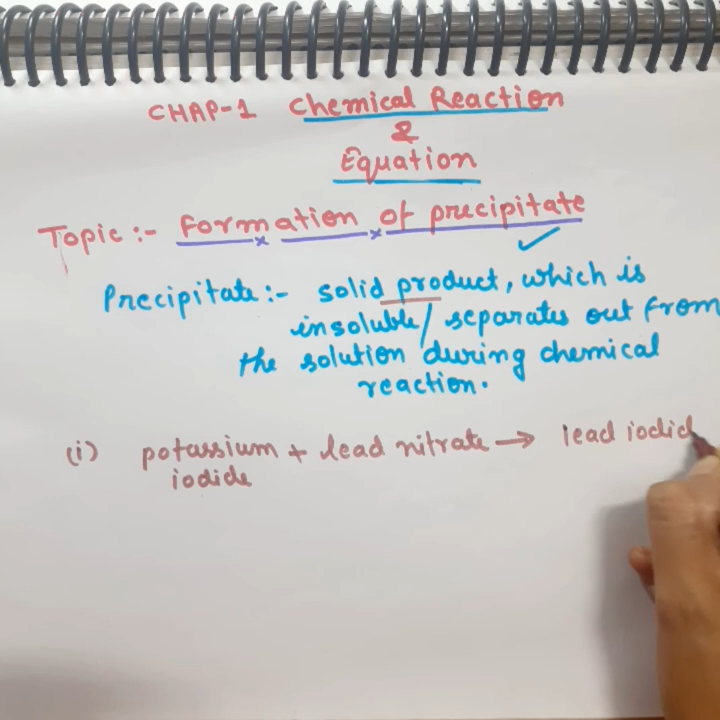 CHAP-1 Chemical Reaction
&
Equation
Topic:- Formation of precipitate
Precipitate:- solid product, which is
insoluble/ separates out from
the solution during chemical
reaction.
(i) potassium + lead nitrate → lead iodid
iodide